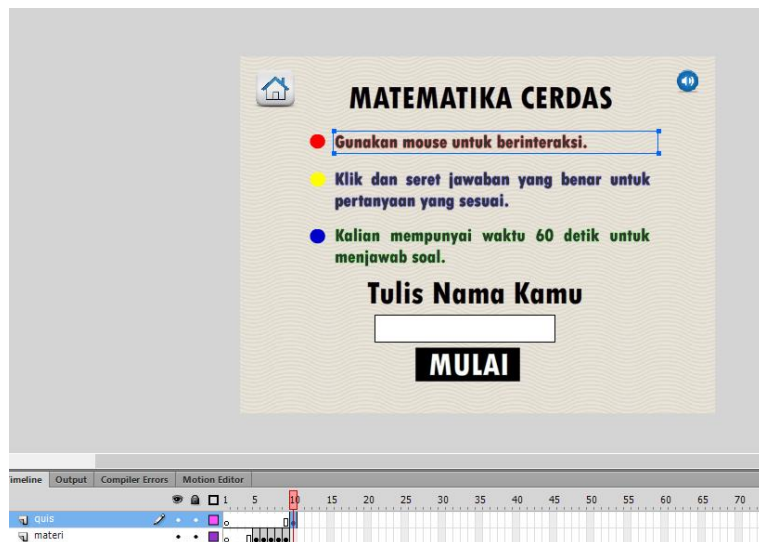 MATEMATIKA CERDAS
Gunakan mouse untuk berinteraksi.
Klik dan seret jawaban yang benar untuk
pertanyaan yang sesuai.
Kalian mempunyai waktu 60 detik untuk
menjawab soal.
Tulis Nama Kamu
MULAI
imeline Output Compiler Errors Motion Editor
1 5 10 15 20 25 30 35 40 45 50 55 60 65 70
quis
materi